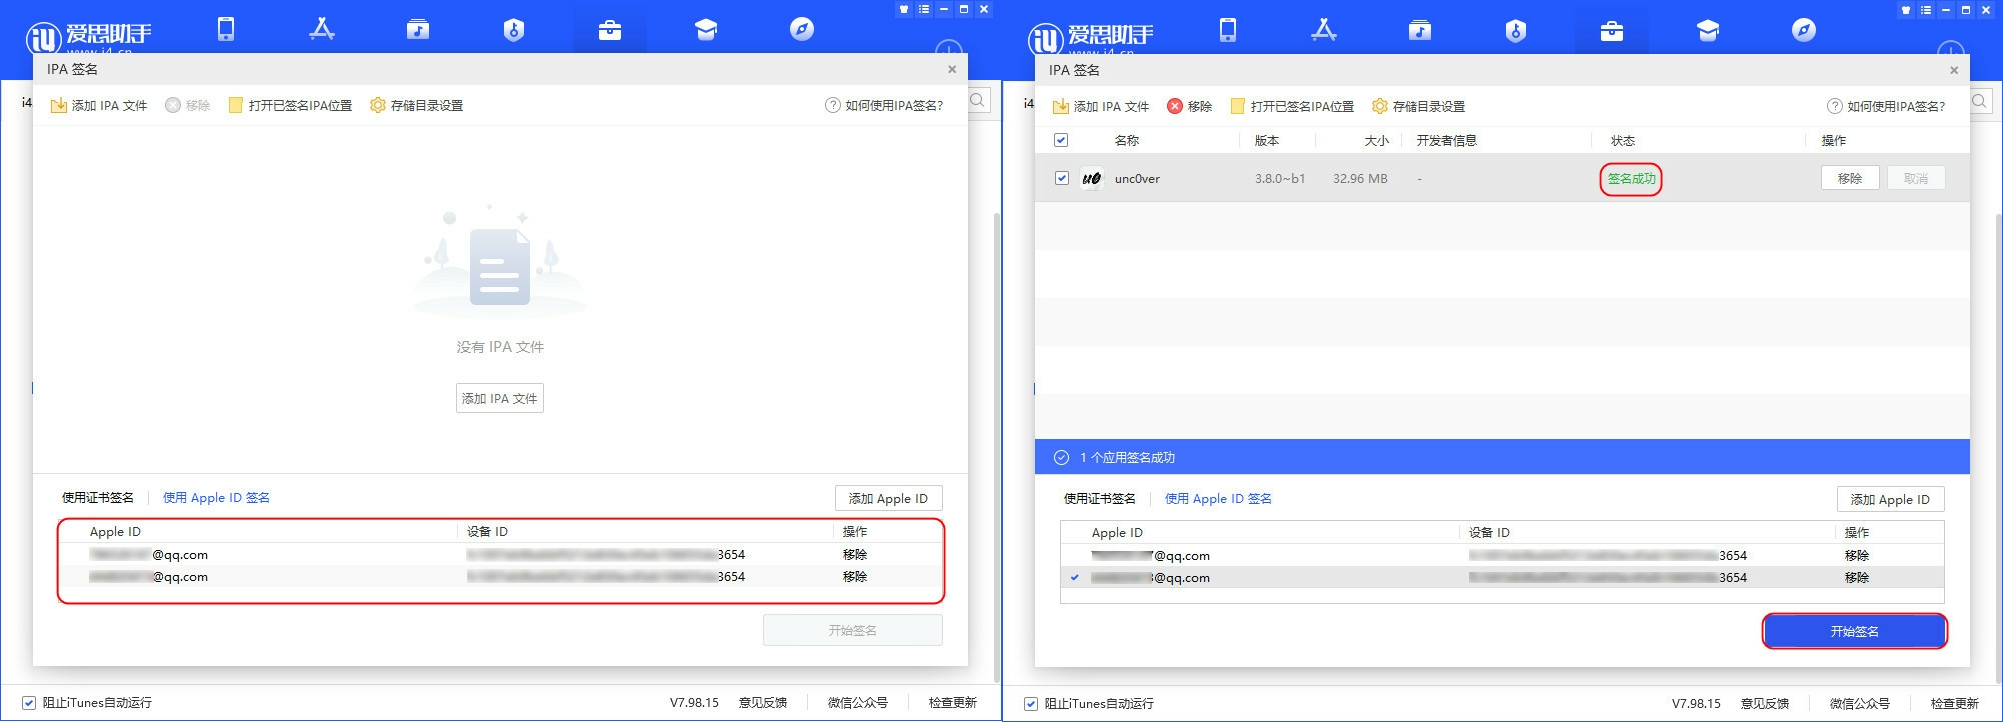 爱思助手
www.i4.cn
IPA 签名
i4
添加 IPA 文件 移除 打开已签名IPA位置 存储目录设置 如何使用IPA签名?
没有 IPA 文件
添加 IPA 文件
使用证书签名 使用 Apple ID 签名 添加 Apple ID
Apple ID 设备 ID 操作
@qq.com 3654 移除
@qq.com 3654 移除
开始签名
阻止iTunes自动运行 V7.98.15 意见反馈 微信公众号 检查更新
爱思助手
www.i4.cn
IPA 签名
i4
添加 IPA 文件 移除 打开已签名IPA位置 存储目录设置 如何使用IPA签名?
名称 版本 大小 开发者信息 状态 操作
u0 unc0ver 3.8.0~b1 32.96 MB - 签名成功 移除 取消
1 个应用签名成功
使用证书签名 使用 Apple ID 签名 添加 Apple ID
Apple ID 设备 ID 操作
@qq.com 3654 移除
@qq.com 3654 移除
开始签名
阻止iTunes自动运行 V7.98.15 意见反馈 微信公众号 检查更新